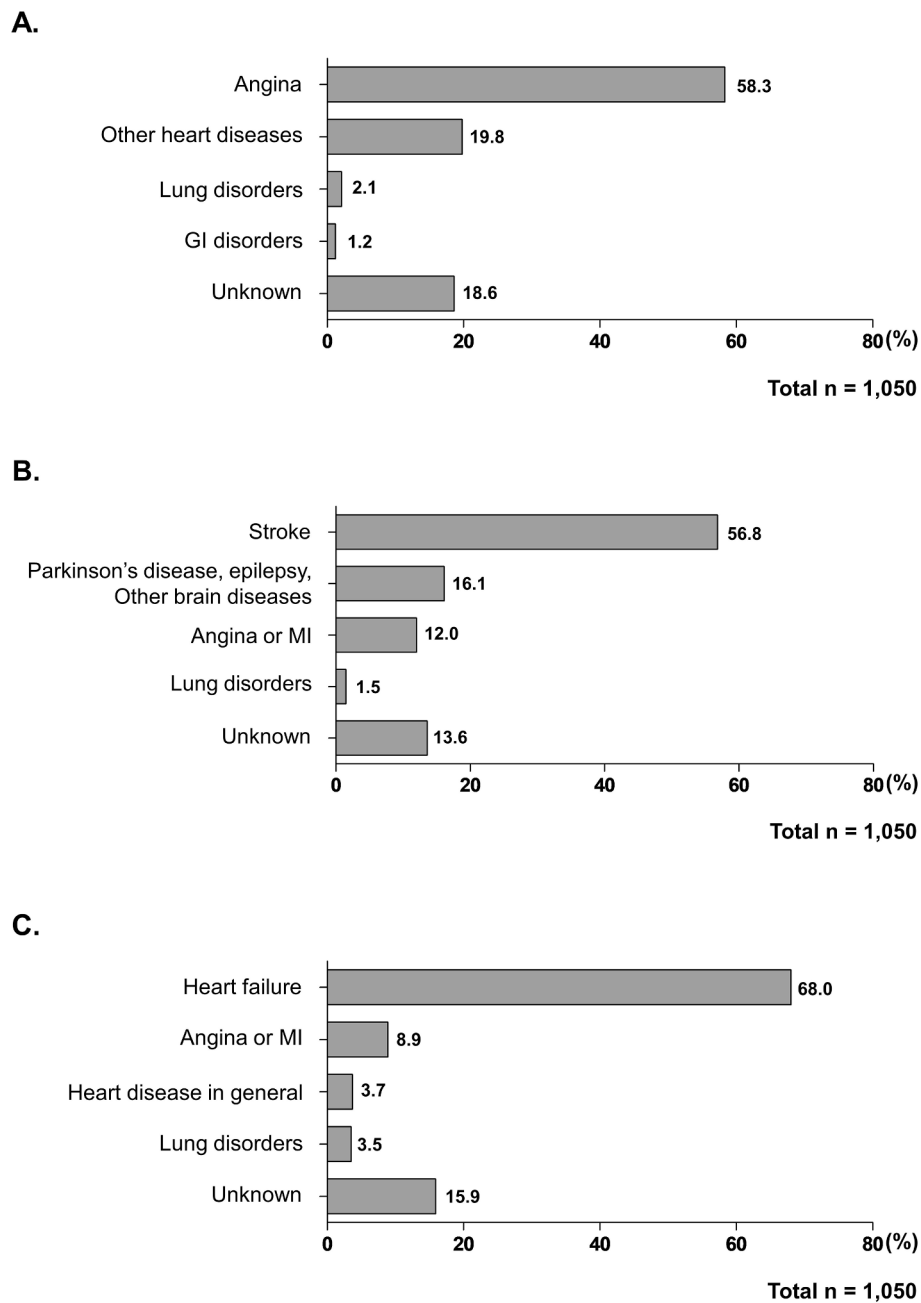 A.
Angina
58.3
Other heart diseases
19.8
Lung disorders
2.1
GI disorders
1.2
Unknown
18.6
0 20 40 60 80 (%)
Total n = 1,050
B.
Stroke
56.8
Parkinson’s disease, epilepsy,
Other brain diseases
16.1
Angina or MI
12.0
Lung disorders
1.5
Unknown
13.6
0 20 40 60 80 (%)
Total n = 1,050
C.
Heart failure
68.0
Angina or MI
8.9
Heart disease in general
3.7
Lung disorders
3.5
Unknown
15.9
0 20 40 60 80 (%)
Total n = 1,050